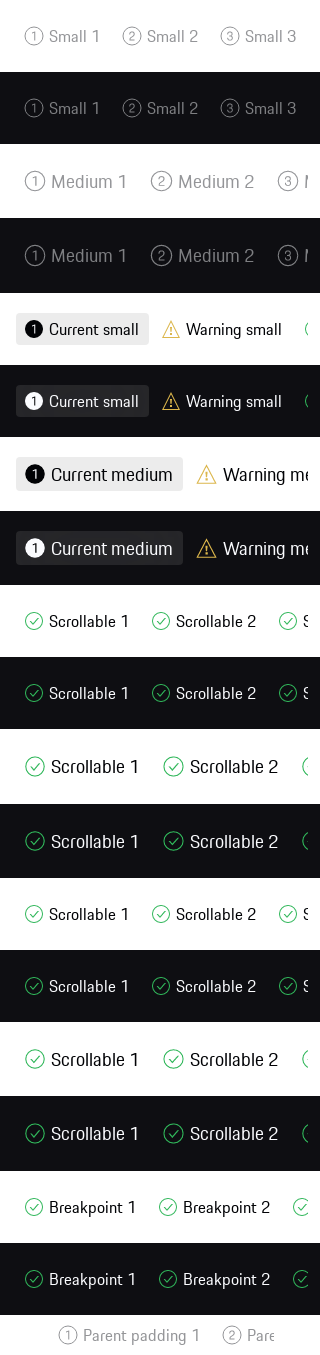 1 Small 1 2 Small 2 3 Small 3
1 Small 1 2 Small 2 3 Small 3
1 Medium 1 2 Medium 2 3
1 Medium 1 2 Medium 2 3
1 Current small Warning small
1 Current small Warning small
1 Current medium Warning me
1 Current medium Warning me
Scrollable 1 Scrollable 2 S
Scrollable 1 Scrollable 2 S
Scrollable 1 Scrollable 2
Scrollable 1 Scrollable 2
Scrollable 1 Scrollable 2 S
Scrollable 1 Scrollable 2 S
Scrollable 1 Scrollable 2
Scrollable 1 Scrollable 2
Breakpoint 1 Breakpoint 2
Breakpoint 1 Breakpoint 2
1 Parent padding 1 2 Pare